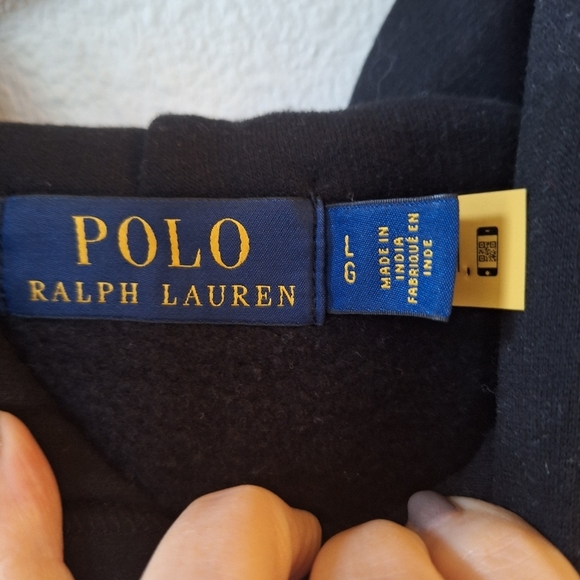 POLO
RALPH LAUREN
L
G
MADE IN
INDIA
FABRIQUÉ EN
INDE